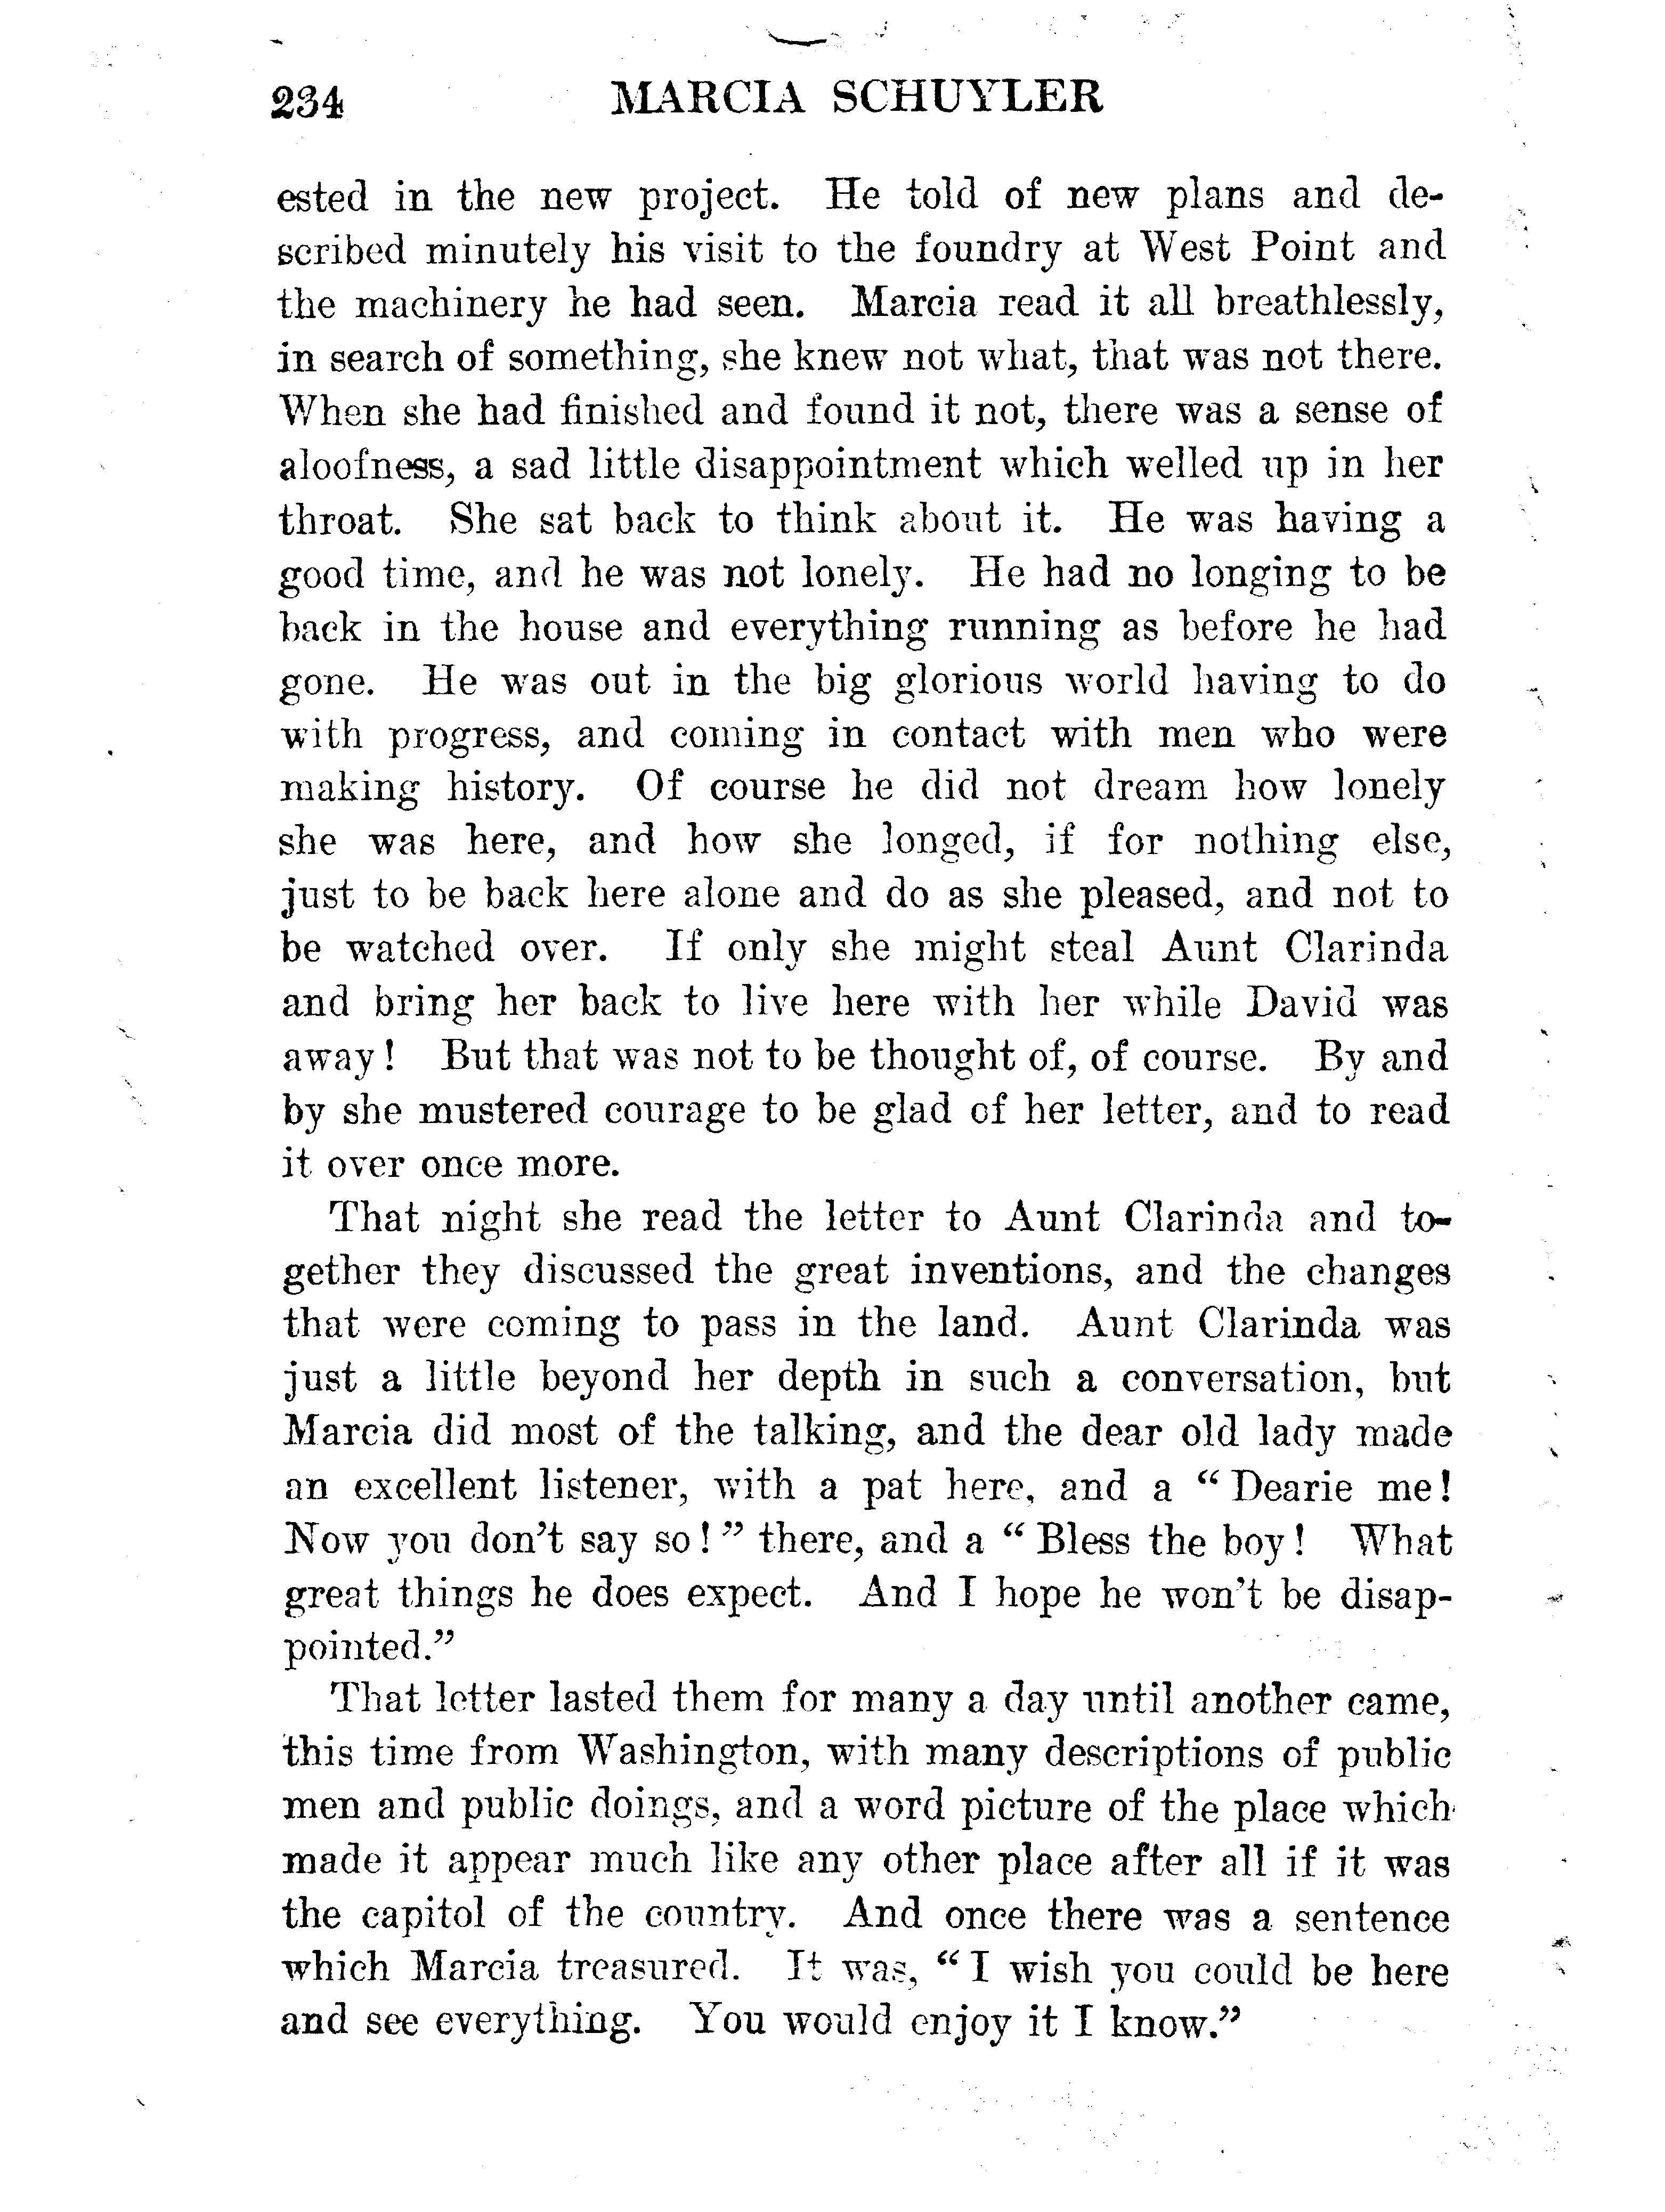 234 MARCIA SCHUYLER
ested in the new project. He told of new plans and de-
scribed minutely his visit to the foundry at West Point and
the machinery he had seen. Marcia read it all breathlessly,
in search of something, she knew not what, that was not there.
When she had finished and found it not, there was a sense of
aloofness, a sad little disappointment which welled up in her
throat. She sat back to think about it. He was having a
good time, and he was not lonely. He had no longing to be
back in the house and everything running as before he had
gone. He was out in the big glorious world having to do
with progress, and coming in contact with men who were
making history. Of course he did not dream how lonely
she was here, and how she longed, if for nothing else,
just to be back here alone and do as she pleased, and not to
be watched over. If only she might steal Aunt Clarinda
and bring her back to live here with her while David was
away! But that was not to be thought of, of course. By and
by she mustered courage to be glad of her letter, and to read
it over once more.
That night she read the letter to Aunt Clarinda and to-
gether they discussed the great inventions, and the changes
that were coming to pass in the land. Aunt Clarinda was
just a little beyond her depth in such a conversation, but
Marcia did most of the talking, and the dear old lady made
an excellent listener, with a pat here, and a “ Dearie me!
Now you don’t say so! ” there, and a “ Bless the boy! What
great things he does expect. And I hope he won’t be disap-
pointed.”
That letter lasted them for many a day until another came,
this time from Washington, with many descriptions of public
men and public doings, and a word picture of the place which
made it appear much like any other place after all if it was
the capitol of the country. And once there was a sentence
which Marcia treasured. It was, “ I wish you could be here
and see everything. You would enjoy it I know.”